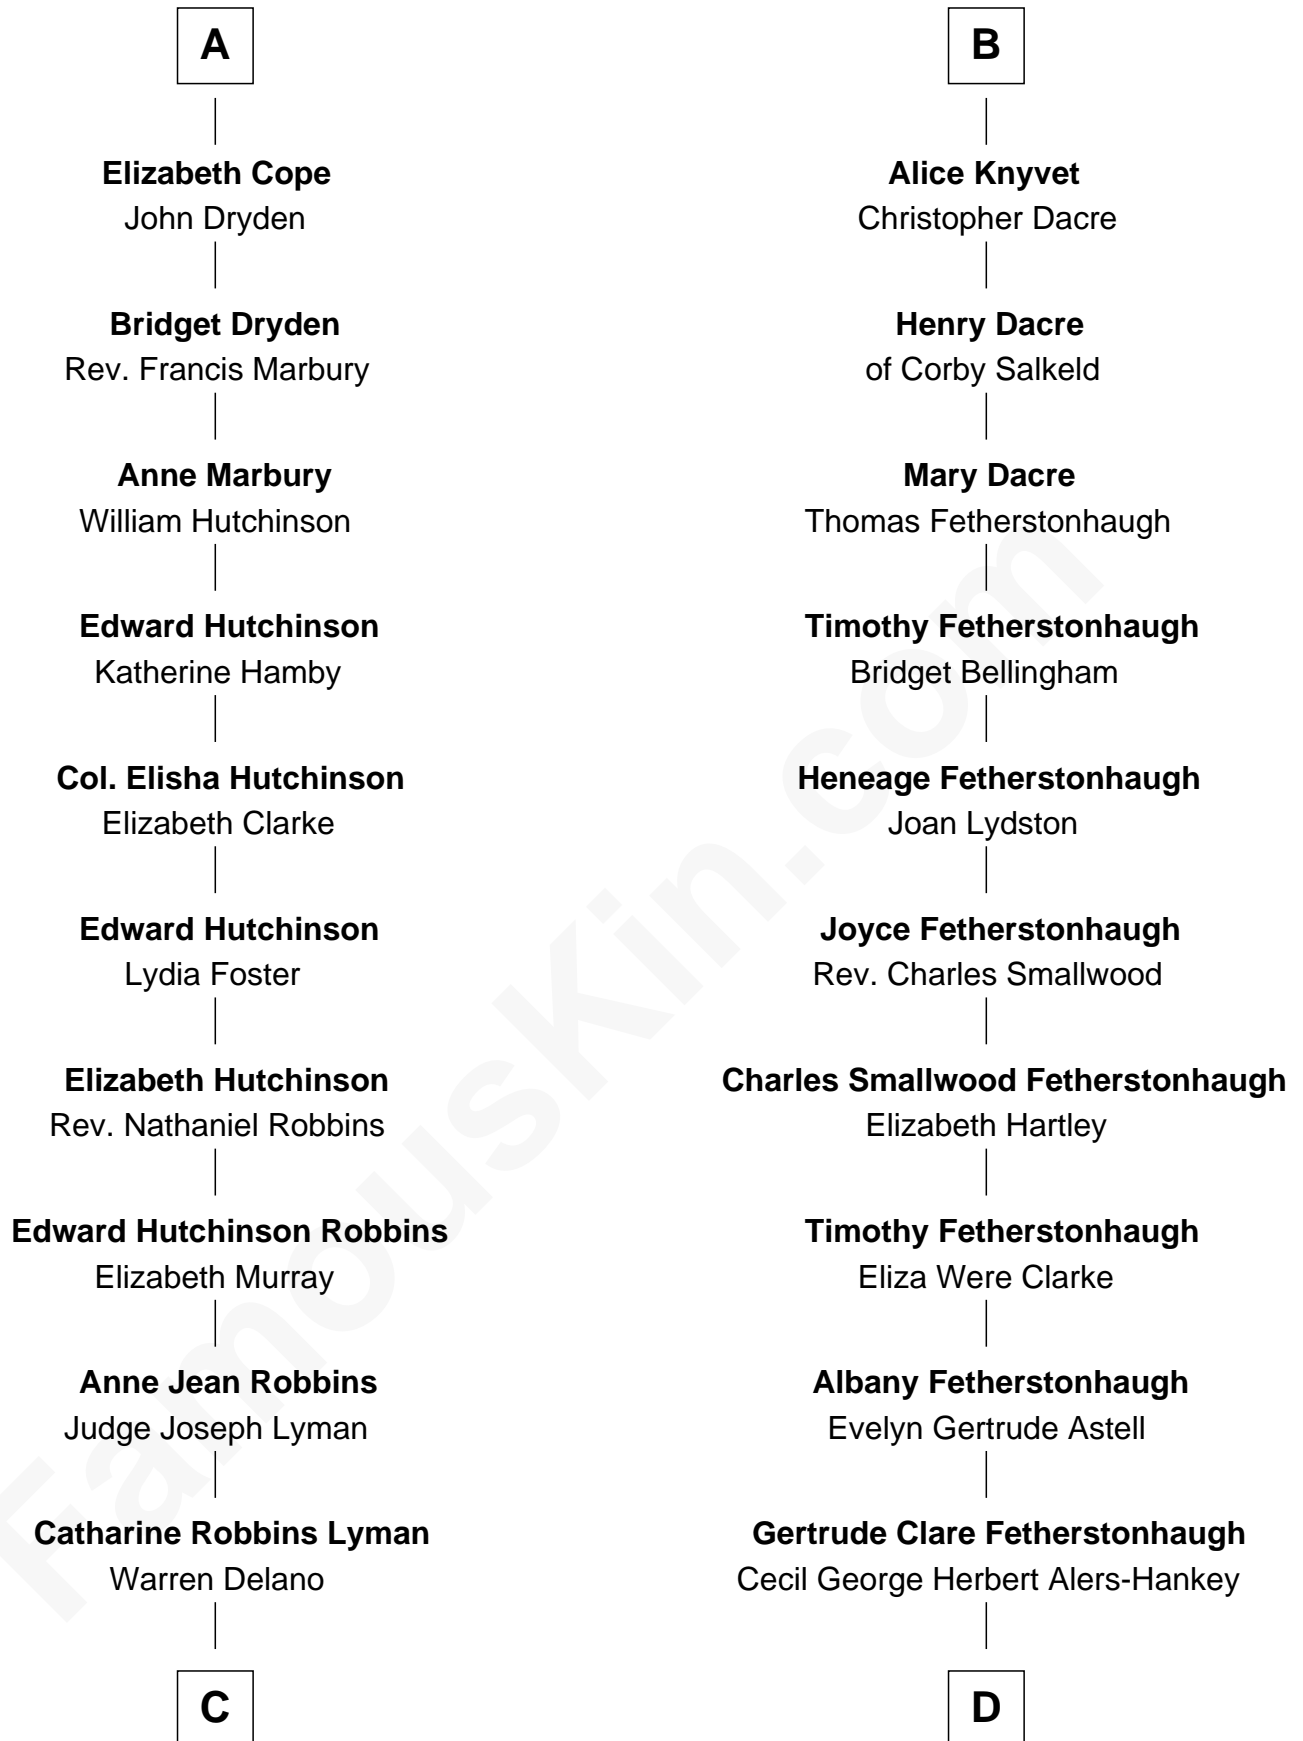 A
Elizabeth Cope
John Dryden
Bridget Dryden
Rev. Francis Marbury
Anne Marbury
William Hutchinson
Edward Hutchinson
Katherine Hamby
Col. Elisha Hutchinson
Elizabeth Clarke
Edward Hutchinson
Lydia Foster
Elizabeth Hutchinson
Rev. Nathaniel Robbins
Edward Hutchinson Robbins
Elizabeth Murray
Anne Jean Robbins
Judge Joseph Lyman
Catharine Robbins Lyman
Warren Delano
C
B
Alice Knyvet
Christopher Dacre
Henry Dacre
of Corby Salkeld
Mary Dacre
Thomas Fetherstonhaugh
Timothy Fetherstonhaugh
Bridget Bellingham
Heneage Fetherstonhaugh
Joan Lydston
Joyce Fetherstonhaugh
Rev. Charles Smallwood
Charles Smallwood Fetherstonhaugh
Elizabeth Hartley
Timothy Fetherstonhaugh
Eliza Were Clarke
Albany Fetherstonhaugh
Evelyn Gertrude Astell
Gertrude Clare Fetherstonhaugh
Cecil George Herbert Alers-Hankey
D
FamousKin.com